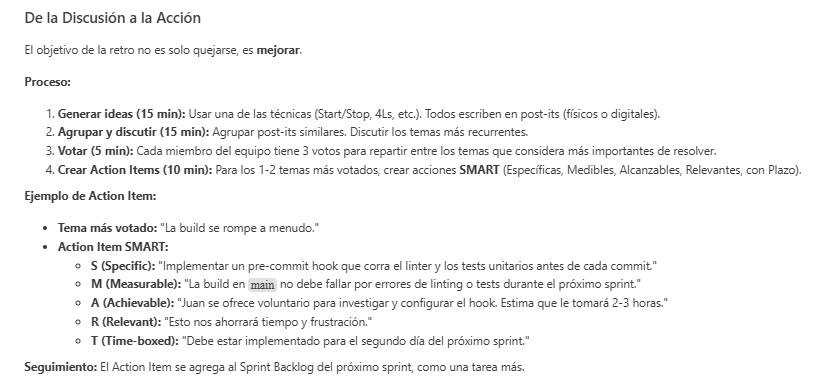 De la Discusión a la Acción
El objetivo de la retro no es solo quejarse, es mejorar.
Proceso:
1. Generar ideas (15 min): Usar una de las técnicas (Start/Stop, 4Ls, etc.). Todos escriben en post-its (físicos o digitales).
2. Agrupar y discutir (15 min): Agrupar post-its similares. Discutir los temas más recurrentes.
3. Votar (5 min): Cada miembro del equipo tiene 3 votos para repartir entre los temas que considera más importantes de resolver.
4. Crear Action Items (10 min): Para los 1-2 temas más votados, crear acciones SMART (Específicas, Medibles, Alcanzables, Relevantes, con Plazo).
Ejemplo de Action Item:
• Tema más votado: "La build se rompe a menudo."
• Action Item SMART:
◦ S (Specific): "Implementar un pre-commit hook que corra el linter y los tests unitarios antes de cada commit."
◦ M (Measurable): "La build en main no debe fallar por errores de linting o tests durante el próximo sprint."
◦ A (Achievable): "Juan se ofrece voluntario para investigar y configurar el hook. Estima que le tomará 2-3 horas."
◦ R (Relevant): "Esto nos ahorrará tiempo y frustración."
◦ T (Time-boxed): "Debe estar implementado para el segundo día del próximo sprint."
Seguimiento: El Action Item se agrega al Sprint Backlog del próximo sprint, como una tarea más.